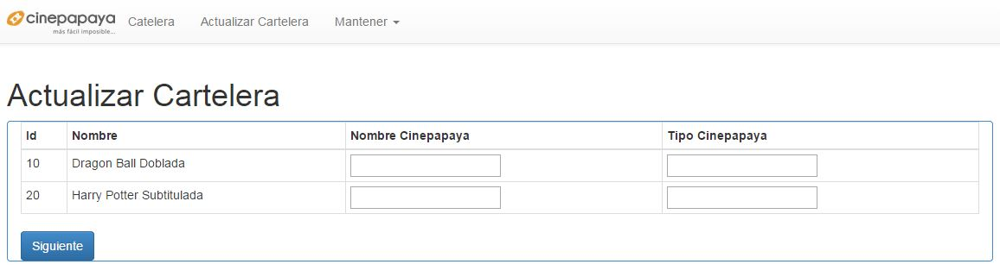 cinepapaya Catelera Actualizar Cartelera Mantener
más fácil imposible...
Actualizar Cartelera
Id Nombre Nombre Cinepapaya Tipo Cinepapaya
10 Dragon Ball Doblada
20 Harry Potter Subtitulada
Siguiente